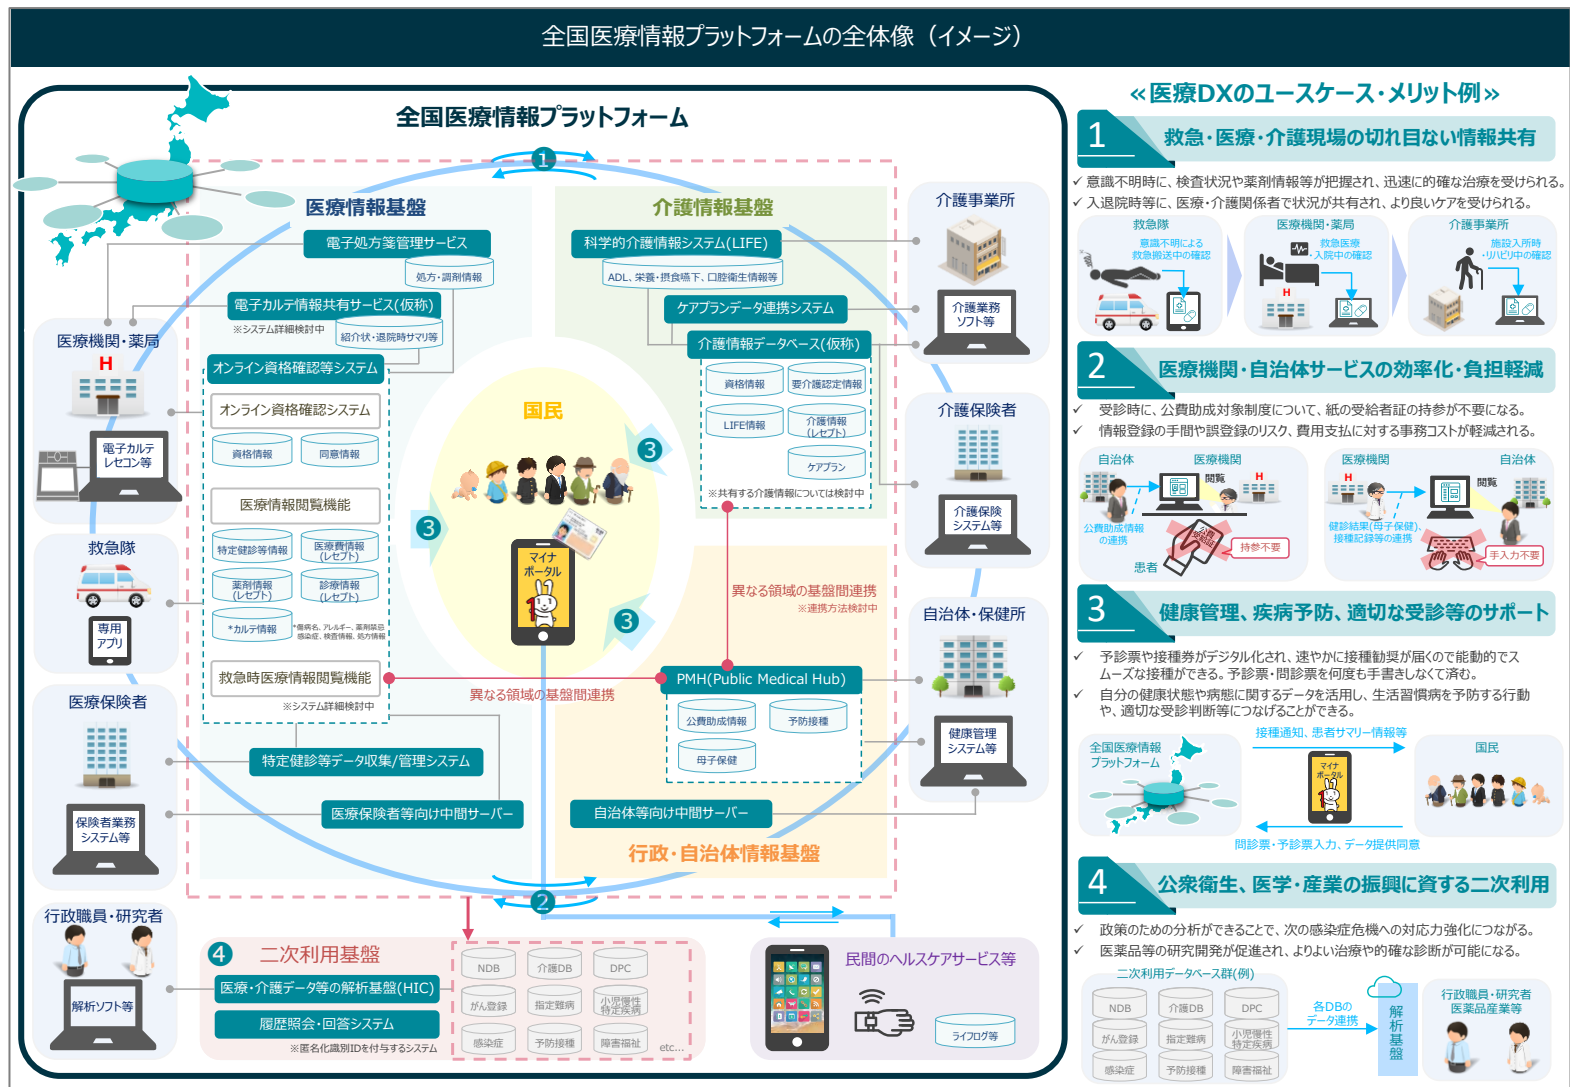 全国医療情報プラットフォームの全体像（イメージ）
全国医療情報プラットフォーム
1
医療情報基盤
電子処方箋管理サービス
処方・調剤情報
電子カルテ情報共有サービス(仮称)
※システム詳細検討中
紹介状・退院時サマリ等
オンライン資格確認等システム
オンライン資格確認システム
資格情報
同意情報
医療情報閲覧機能
特定健診等情報
医療費情報
(レセプト)
薬剤情報
(レセプト)
診療情報
(レセプト)
*カルテ情報
*傷病名、アレルギー、薬剤禁忌
感染症、検査情報、処方情報
救急時医療情報閲覧機能
※システム詳細検討中
特定健診等データ収集/管理システム
医療保険者等向け中間サーバー
介護情報基盤
科学的介護情報システム(LIFE)
ADL、栄養・摂食嚥下、口腔衛生情報等
ケアプランデータ連携システム
介護情報データベース(仮称)
資格情報
要介護認定情報
LIFE情報
介護情報
(レセプト)
ケアプラン
※共有する介護情報については検討中
国民
3
3
3
マイナ
ポータル
異なる領域の基盤間連携
※連携方法検討中
異なる領域の基盤間連携
PMH(Public Medical Hub)
公費助成情報
予防接種
母子保健
自治体等向け中間サーバー
行政・自治体情報基盤
2
医療機関・薬局
H
電子カルテ
レセコン等
救急隊
専用
アプリ
医療保険者
保険者業務
システム等
行政職員・研究者
解析ソフト等
介護事業所
介護業務
ソフト等
介護保険者
介護保険
システム等
自治体・保健所
健康管理
システム等
4
二次利用基盤
医療・介護データ等の解析基盤(HIC)
履歴照会・回答システム
※匿名化識別IDを付与するシステム
NDB
介護DB
DPC
がん登録
指定難病
小児慢性
特定疾病
感染症
予防接種
障害福祉
etc...
民間のヘルスケアサービス等
ライフログ等
≪医療DXのユースケース・メリット例≫
1
救急・医療・介護現場の切れ目ない情報共有
✓ 意識不明時に、検査状況や薬剤情報等が把握され、迅速に的確な治療を受けられる。
✓ 入退院時等に、医療・介護関係者で状況が共有され、より良いケアを受けられる。
救急隊
意識不明による
救急搬送中の確認
医療機関・薬局
救急医療
・入院中の確認
H
介護事業所
施設入所時
・リハビリ中の確認
2
医療機関・自治体サービスの効率化・負担軽減
✓ 受診時に、公費助成対象制度について、紙の受給者証の持参が不要になる。
✓ 情報登録の手間や誤登録のリスク、費用支払に対する事務コストが軽減される。
自治体
医療機関
閲覧
H
公費助成情報
の連携
患者
持参不要
医療機関
自治体
H
閲覧
健診結果(母子保健)、
接種記録等の連携
手入力不要
3
健康管理、疾病予防、適切な受診等のサポート
✓ 予診票や接種券がデジタル化され、速やかに接種勧奨が届くので能動的でス
ムーズな接種ができる。予診票・問診票を何度も手書きしなくて済む。
✓ 自分の健康状態や病態に関するデータを活用し、生活習慣病を予防する行動
や、適切な受診判断等につなげることができる。
全国医療情報
プラットフォーム
接種通知、患者サマリー情報等
マイナ
ポータル
国民
問診票・予診票入力、データ提供同意
4
公衆衛生、医学・産業の振興に資する二次利用
✓ 政策のための分析ができることで、次の感染症危機への対応力強化につながる。
✓ 医薬品等の研究開発が促進され、よりよい治療や的確な診断が可能になる。
二次利用データベース群(例)
NDB
介護DB
DPC
がん登録
指定難病
小児慢性
特定疾病
感染症
予防接種
障害福祉
各DBの
データ連携
解析基盤
行政職員・研究者
医薬品産業等